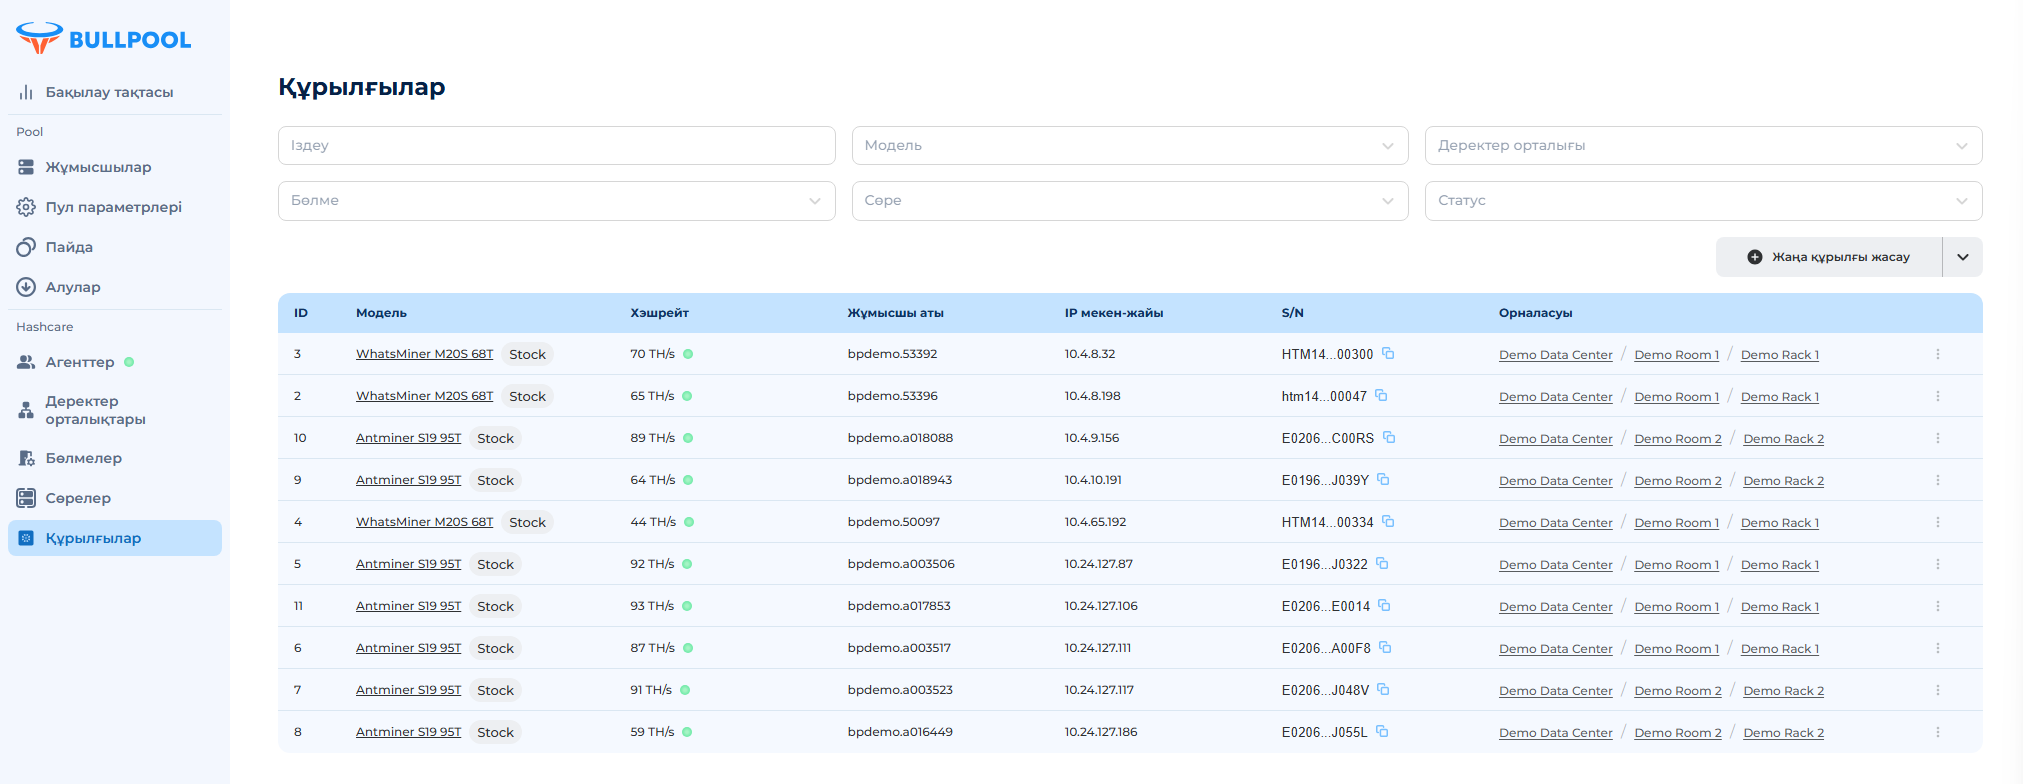 BULLPOOL
Бақылау тақтасы
Pool
Жұмысшылар
Пул параметрлері
Пайда
Алулар
Hashcare
Агенттер
Деректер
орталықтары
Бөлмелер
Сөрелер
Құрылғылар
Құрылғылар
Іздеу Модель Деректер орталығы
Бөлме Сөре Статус
Жаңа құрылғы жасау
ID Модель Хэшрейт Жұмысшы аты IP мекен-жайы S/N Орналасуы
3 WhatsMiner M20S 68T Stock 70 TH/s bpdemo.53392 10.4.8.32 HTM14...00300 Demo Data Center / Demo Room 1 / Demo Rack 1
2 WhatsMiner M20S 68T Stock 65 TH/s bpdemo.53396 10.4.8.198 htm14...00047 Demo Data Center / Demo Room 1 / Demo Rack 1
10 Antminer S19 95T Stock 89 TH/s bpdemo.a018088 10.4.9.156 E0206...C00RS Demo Data Center / Demo Room 2 / Demo Rack 2
9 Antminer S19 95T Stock 64 TH/s bpdemo.a018943 10.4.10.191 E0196...J039Y Demo Data Center / Demo Room 2 / Demo Rack 2
4 WhatsMiner M20S 68T Stock 44 TH/s bpdemo.50097 10.4.65.192 HTM14...00334 Demo Data Center / Demo Room 1 / Demo Rack 1
5 Antminer S19 95T Stock 92 TH/s bpdemo.a003506 10.24.127.87 E0196...J0322 Demo Data Center / Demo Room 1 / Demo Rack 1
11 Antminer S19 95T Stock 93 TH/s bpdemo.a017853 10.24.127.106 E0206...E0014 Demo Data Center / Demo Room 1 / Demo Rack 1
6 Antminer S19 95T Stock 87 TH/s bpdemo.a003517 10.24.127.111 E0206...A00F8 Demo Data Center / Demo Room 1 / Demo Rack 1
7 Antminer S19 95T Stock 91 TH/s bpdemo.a003523 10.24.127.117 E0206...J048V Demo Data Center / Demo Room 2 / Demo Rack 2
8 Antminer S19 95T Stock 59 TH/s bpdemo.a016449 10.24.127.186 E0206...J055L Demo Data Center / Demo Room 2 / Demo Rack 2